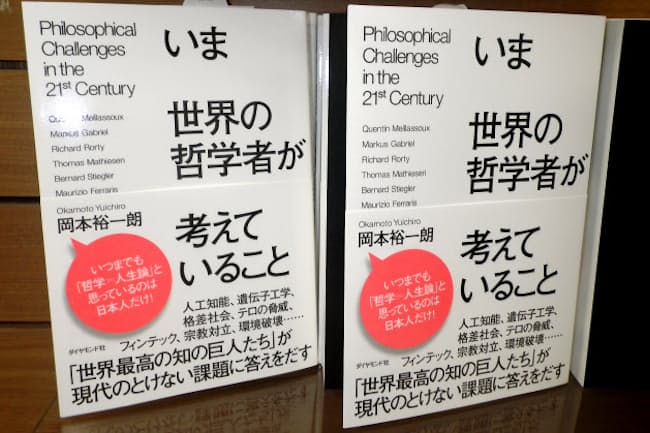 Philosophical
Challenges
in the
21st Century
いま
世界の
哲学者が
Quentin Meillassoux
Markus Gabriel
Richard Rorty
Thomas Mathiesen
Bernard Stiegler
Maurizio Ferraris
Okamoto Yuichiro
岡本裕一朗
考えて
いること
いつまでも
「哲学=人生論」と
思っているのは
日本人だけ!
人工知能、遺伝子工学、
格差社会、テロの脅威、
フィンテック、宗教対立、環境破壊……
ダイヤモンド社
「世界最高の知の巨人たち」が
現代のとけない課題に答えをだす
Philosophical
Challenges
in the
21st Century
いま
世界の
哲学者が
Quentin Meillassoux
Markus Gabriel
Richard Rorty
Thomas Mathiesen
Bernard Stiegler
Maurizio Ferraris
Okamoto Yuichiro
岡本裕一朗
考えて
いること
いつまでも
「哲学=人生論」と
思っているのは
日本人だけ!
人工知能、遺伝子工学、
格差社会、テロの脅威、
フィンテック、宗教対立、環境破壊……
ダイヤモンド社
「世界最高の知の巨人たち」が
現代のとけない課題に答えをだす